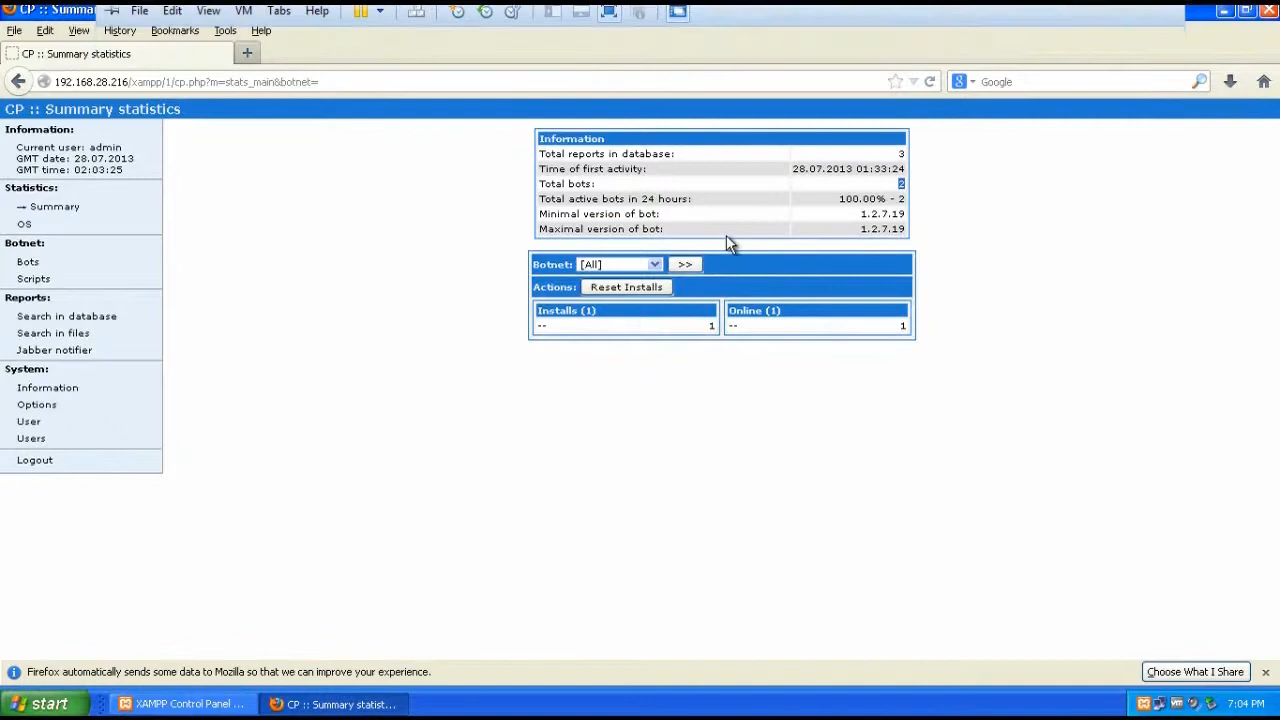 CP :: Summa
File Edit View VM Tabs Help
File Edit View History Bookmarks Tools Help
CP :: Summary statistics
192.168.28.216/xampp/1/cp.php?m=stats_main&botnet=
Google
CP :: Summary statistics
Information:
Current user: admin
GMT date: 28.07.2013
GMT time: 02:03:25
Statistics:
→ Summary
OS
Botnet:
Bots
Scripts
Reports:
Search in database
Search in files
Jabber notifier
System:
Information
Options
User
Users
Logout
Information
Total reports in database: 3
Time of first activity: 28.07.2013 01:33:24
Total bots: 2
Total active bots in 24 hours: 100.00% - 2
Minimal version of bot: 1.2.7.19
Maximal version of bot: 1.2.7.19
Botnet: [All] >>
Actions: Reset Installs
Installs (1) Online (1)
-- 1 -- 1
Firefox automatically sends some data to Mozilla so that we can improve your experience. Choose What I Share
start XAMPP Control Panel ... CP :: Summary statist... 7:04 PM